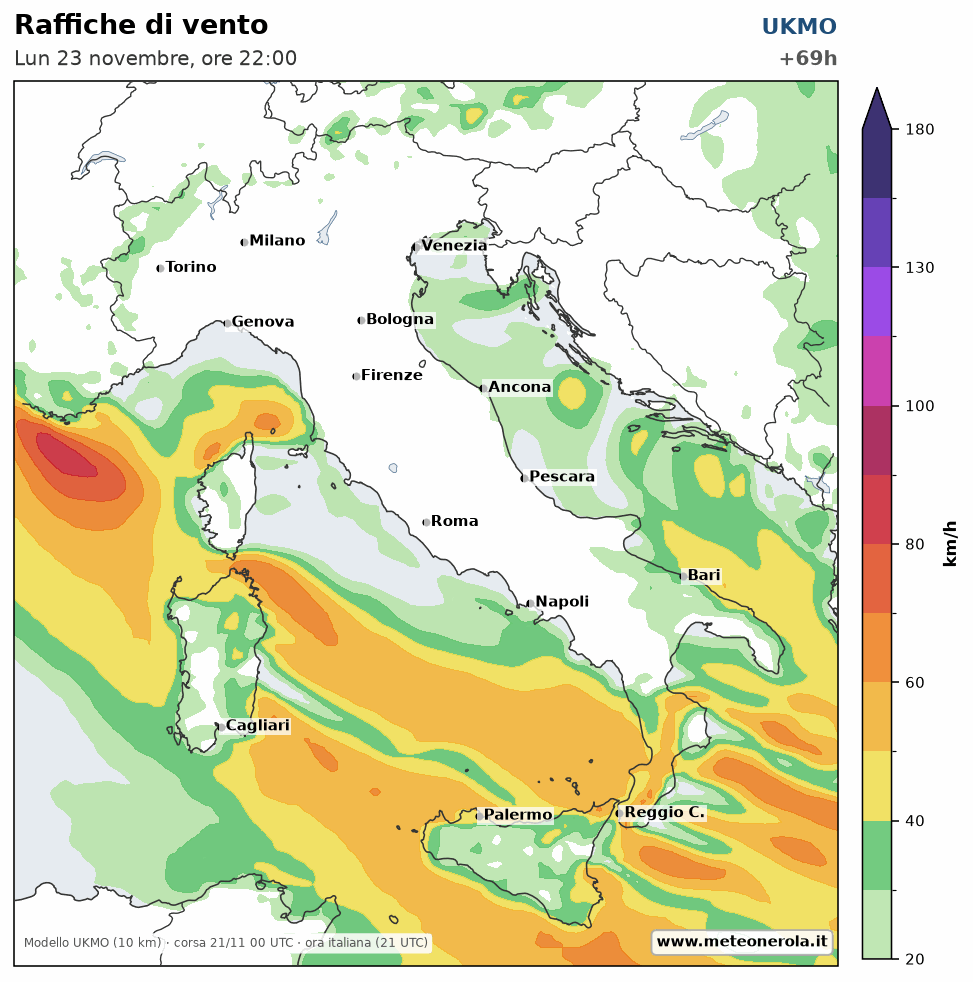 Raffiche di vento
UKMO
Lun 23 novembre, ore 22:00
+69h
180
130
100
80
60
40
20
km/h
Milano
Venezia
Torino
Genova
Bologna
Firenze
Ancona
Pescara
Roma
Bari
Napoli
Cagliari
Palermo
Reggio C.
Modello UKMO (10 km) · corsa 21/11 00 UTC · ora italiana (21 UTC)
www.meteonerola.it